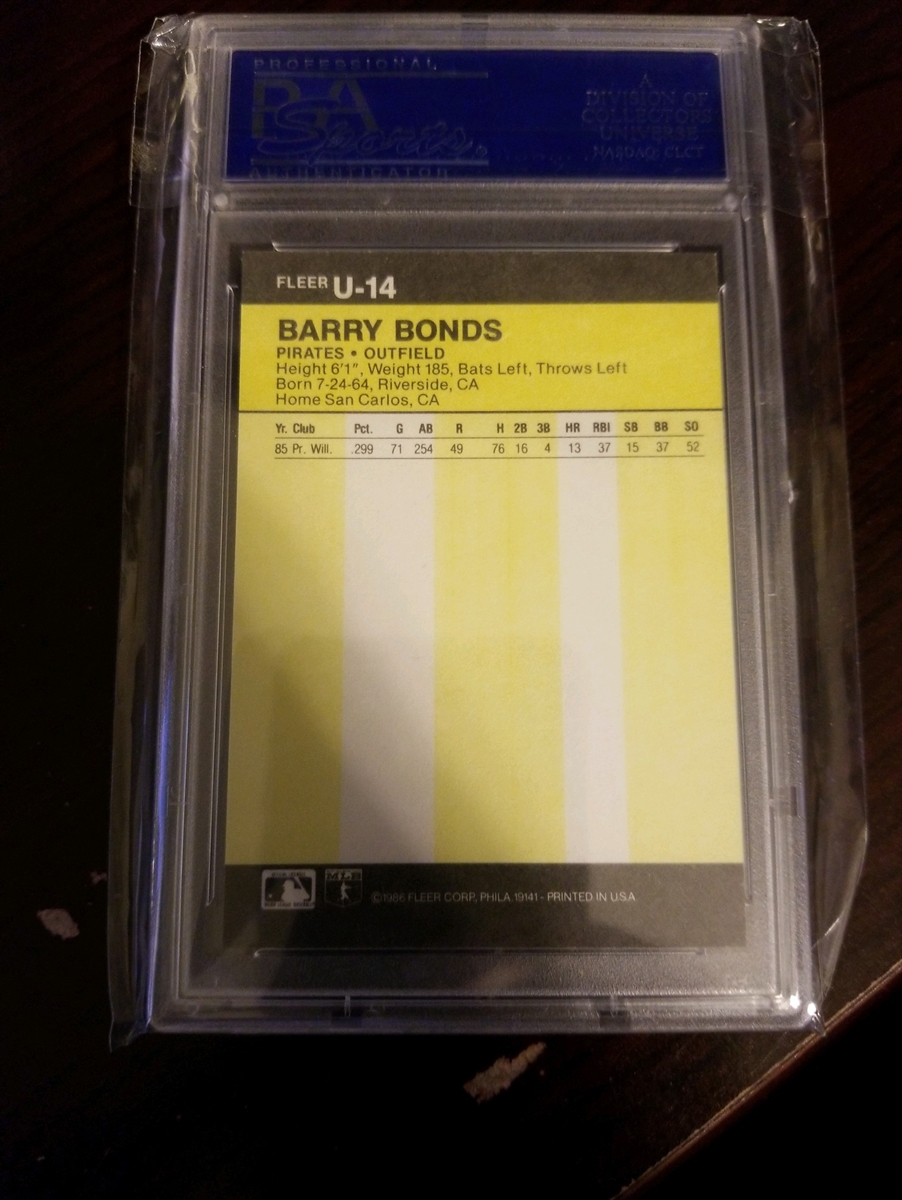 PROFESSIONAL
PSA
Sports
AUTHENTICATOR
A
DIVISION OF
COLLECTORS
UNIVERSE
NASDAQ: CLCT
FLEER U-14
BARRY BONDS
PIRATES • OUTFIELD
Height 6'1", Weight 185, Bats Left, Throws Left
Born 7-24-64, Riverside, CA
Home San Carlos, CA
Yr. Club Pct. G AB R H 2B 3B HR RBI SB BB SO
85 Pr. Will. .299 71 254 49 76 16 4 13 37 15 37 52
MLB
©1986 FLEER CORP., PHILA. 19141 - PRINTED IN U.S.A